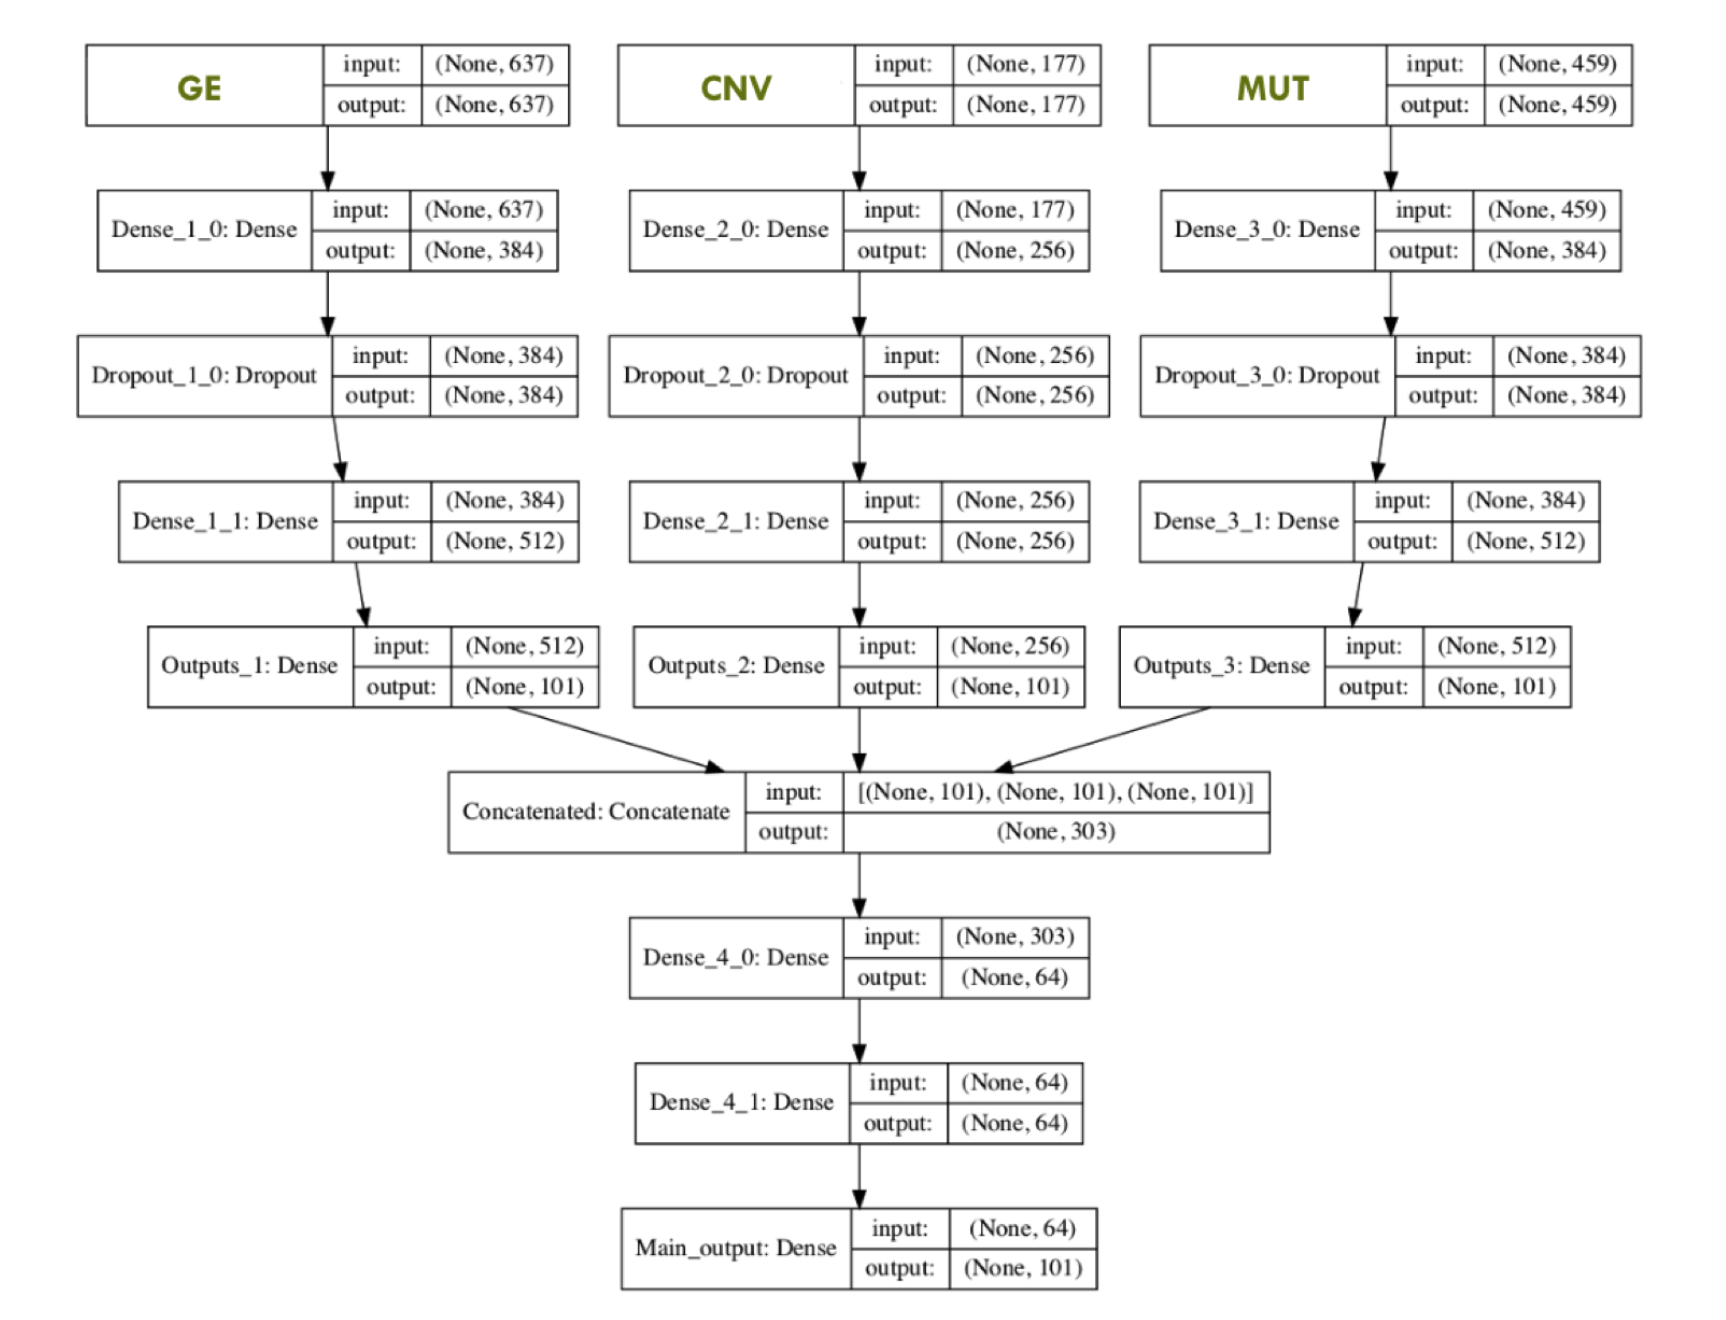 GE
input: (None, 637)
output: (None, 637)
CNV
input: (None, 177)
output: (None, 177)
MUT
input: (None, 459)
output: (None, 459)
Dense_1_0: Dense
input: (None, 637)
output: (None, 384)
Dense_2_0: Dense
input: (None, 177)
output: (None, 256)
Dense_3_0: Dense
input: (None, 459)
output: (None, 384)
Dropout_1_0: Dropout
input: (None, 384)
output: (None, 384)
Dropout_2_0: Dropout
input: (None, 256)
output: (None, 256)
Dropout_3_0: Dropout
input: (None, 384)
output: (None, 384)
Dense_1_1: Dense
input: (None, 384)
output: (None, 512)
Dense_2_1: Dense
input: (None, 256)
output: (None, 256)
Dense_3_1: Dense
input: (None, 384)
output: (None, 512)
Outputs_1: Dense
input: (None, 512)
output: (None, 101)
Outputs_2: Dense
input: (None, 256)
output: (None, 101)
Outputs_3: Dense
input: (None, 512)
output: (None, 101)
Concatenated: Concatenate
input: [(None, 101), (None, 101), (None, 101)]
output: (None, 303)
Dense_4_0: Dense
input: (None, 303)
output: (None, 64)
Dense_4_1: Dense
input: (None, 64)
output: (None, 64)
Main_output: Dense
input: (None, 64)
output: (None, 101)